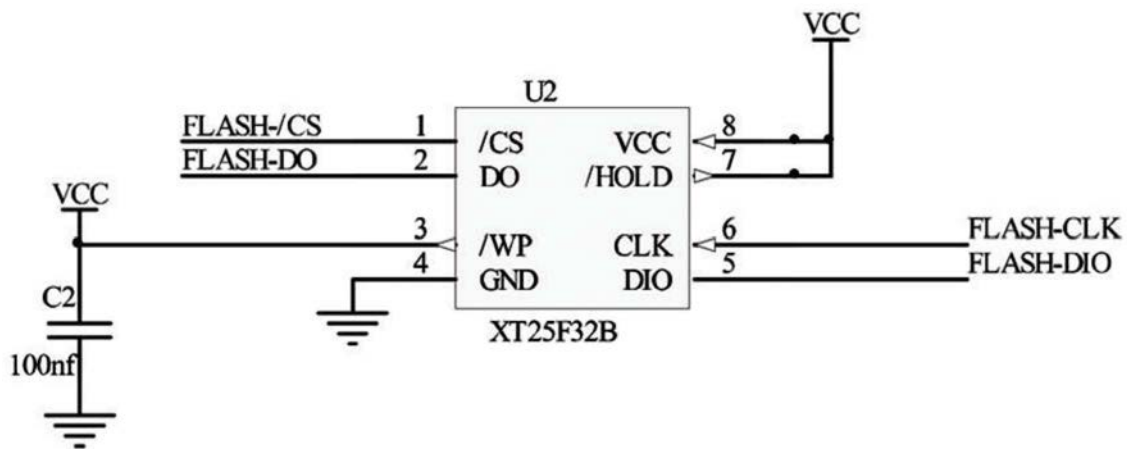 VCC
U2
FLASH-/CS 1 /CS VCC 8
FLASH-DO 2 DO /HOLD 7
VCC
3 /WP CLK 6 FLASH-CLK
4 GND DIO 5 FLASH-DIO
C2
XT25F32B
100nf